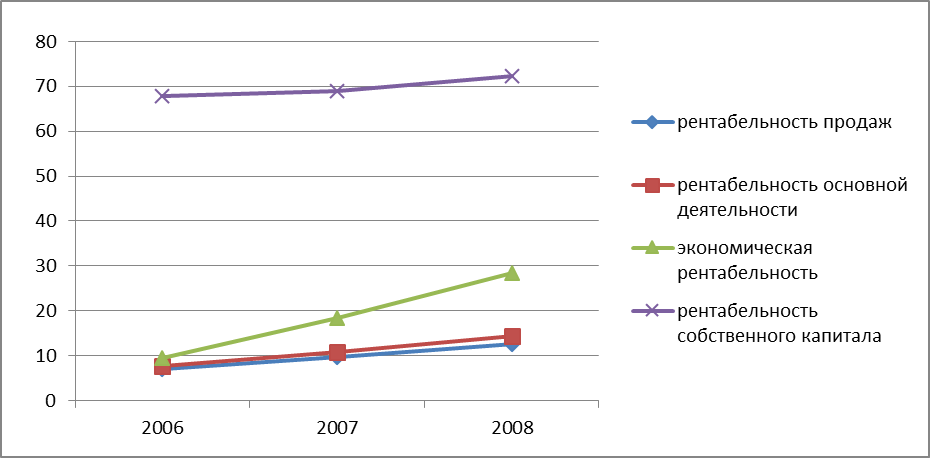 80
70
60
50
40
30
20
10
0
2006
2007
2008
рентабельность продаж
рентабельность основной
деятельности
экономическая
рентабельность
рентабельность
собственного капитала